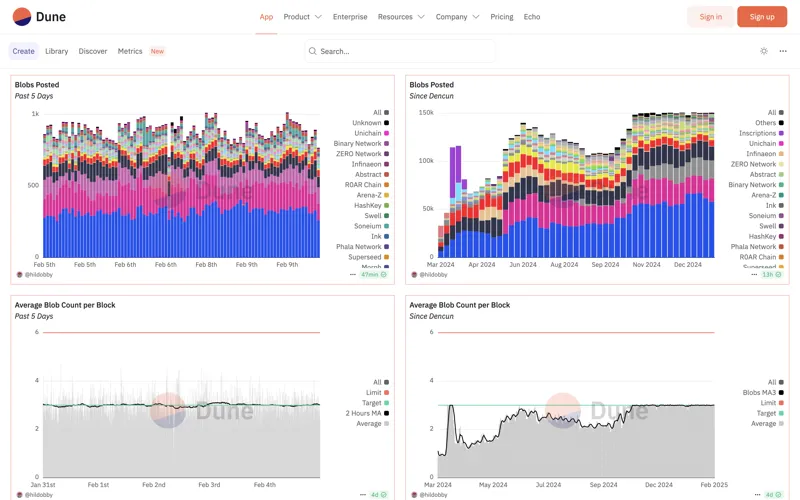 Dune
App
Product
Enterprise
Resources
Company
Pricing
Echo
Sign in
Sign up
Create
Library
Discover
Metrics
New
Search...
Blobs Posted
Past 5 Days
1k
500
0
Feb 5th
Feb 5th
Feb 6th
Feb 6th
Feb 8th
Feb 9th
Feb 9th
Dune
All
Unknown
Unichain
Binary Network
ZERO Network
Infinaeon
Abstract
R0AR Chain
Arena-Z
HashKey
Swell
Soneium
Ink
Phala Network
Superseed
Morph
@hildobby
47min
Blobs Posted
Since Dencun
150k
100k
50k
0
Mar 2024
Apr 2024
Jun 2024
Aug 2024
Sep 2024
Nov 2024
Dec 2024
Dune
All
Others
Inscriptions
Unichain
Infinaeon
ZERO Network
Abstract
Binary Network
Arena-Z
Ink
Soneium
Swell
HashKey
Phala Network
R0AR Chain
Superseed
@hildobby
13h
Average Blob Count per Block
Past 5 Days
6
4
2
0
Jan 31st
Feb 1st
Feb 2nd
Feb 3rd
Feb 4th
Dune
All
Limit
Target
2 Hours MA
Average
@hildobby
4d
Average Blob Count per Block
Since Dencun
6
4
2
0
Mar 2024
May 2024
Jul 2024
Oct 2024
Dec 2024
Feb 2025
Dune
All
Blobs MA3
Limit
Target
Average
@hildobby
4d